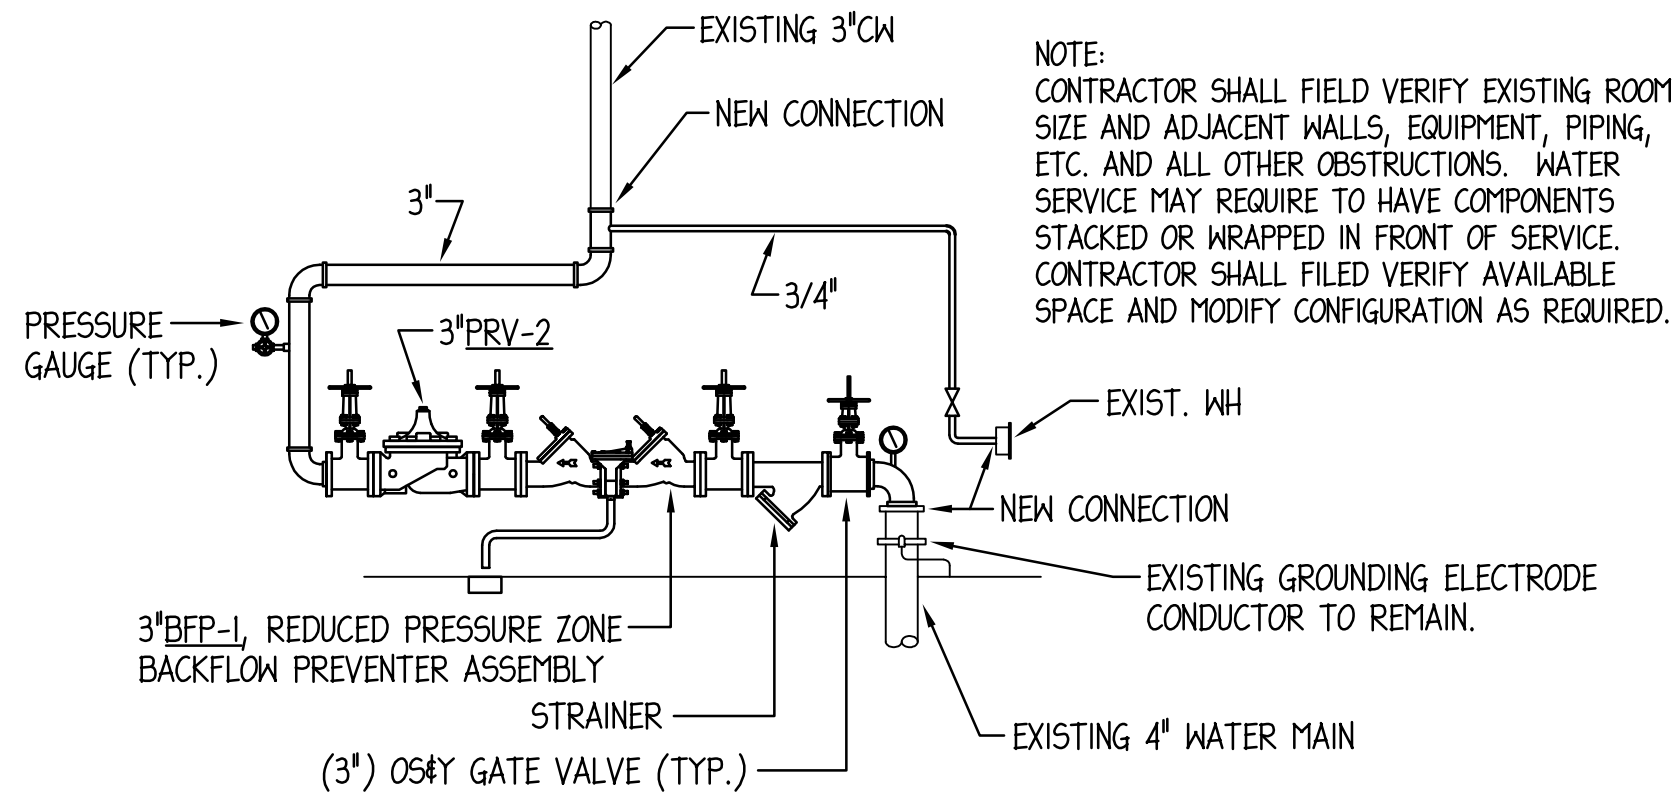 EXISTING 3"CW
NEW CONNECTION
NOTE:
CONTRACTOR SHALL FIELD VERIFY EXISTING ROOM
SIZE AND ADJACENT WALLS, EQUIPMENT, PIPING,
ETC. AND ALL OTHER OBSTRUCTIONS. WATER
SERVICE MAY REQUIRE TO HAVE COMPONENTS
STACKED OR WRAPPED IN FRONT OF SERVICE.
CONTRACTOR SHALL FILED VERIFY AVAILABLE
SPACE AND MODIFY CONFIGURATION AS REQUIRED.
3"
3/4"
PRESSURE
GAUGE (TYP.)
3"PRV-2
EXIST. WH
NEW CONNECTION
EXISTING GROUNDING ELECTRODE
CONDUCTOR TO REMAIN.
3"BFP-1, REDUCED PRESSURE ZONE
BACKFLOW PREVENTER ASSEMBLY
STRAINER
EXISTING 4" WATER MAIN
(3") OS&Y GATE VALVE (TYP.)